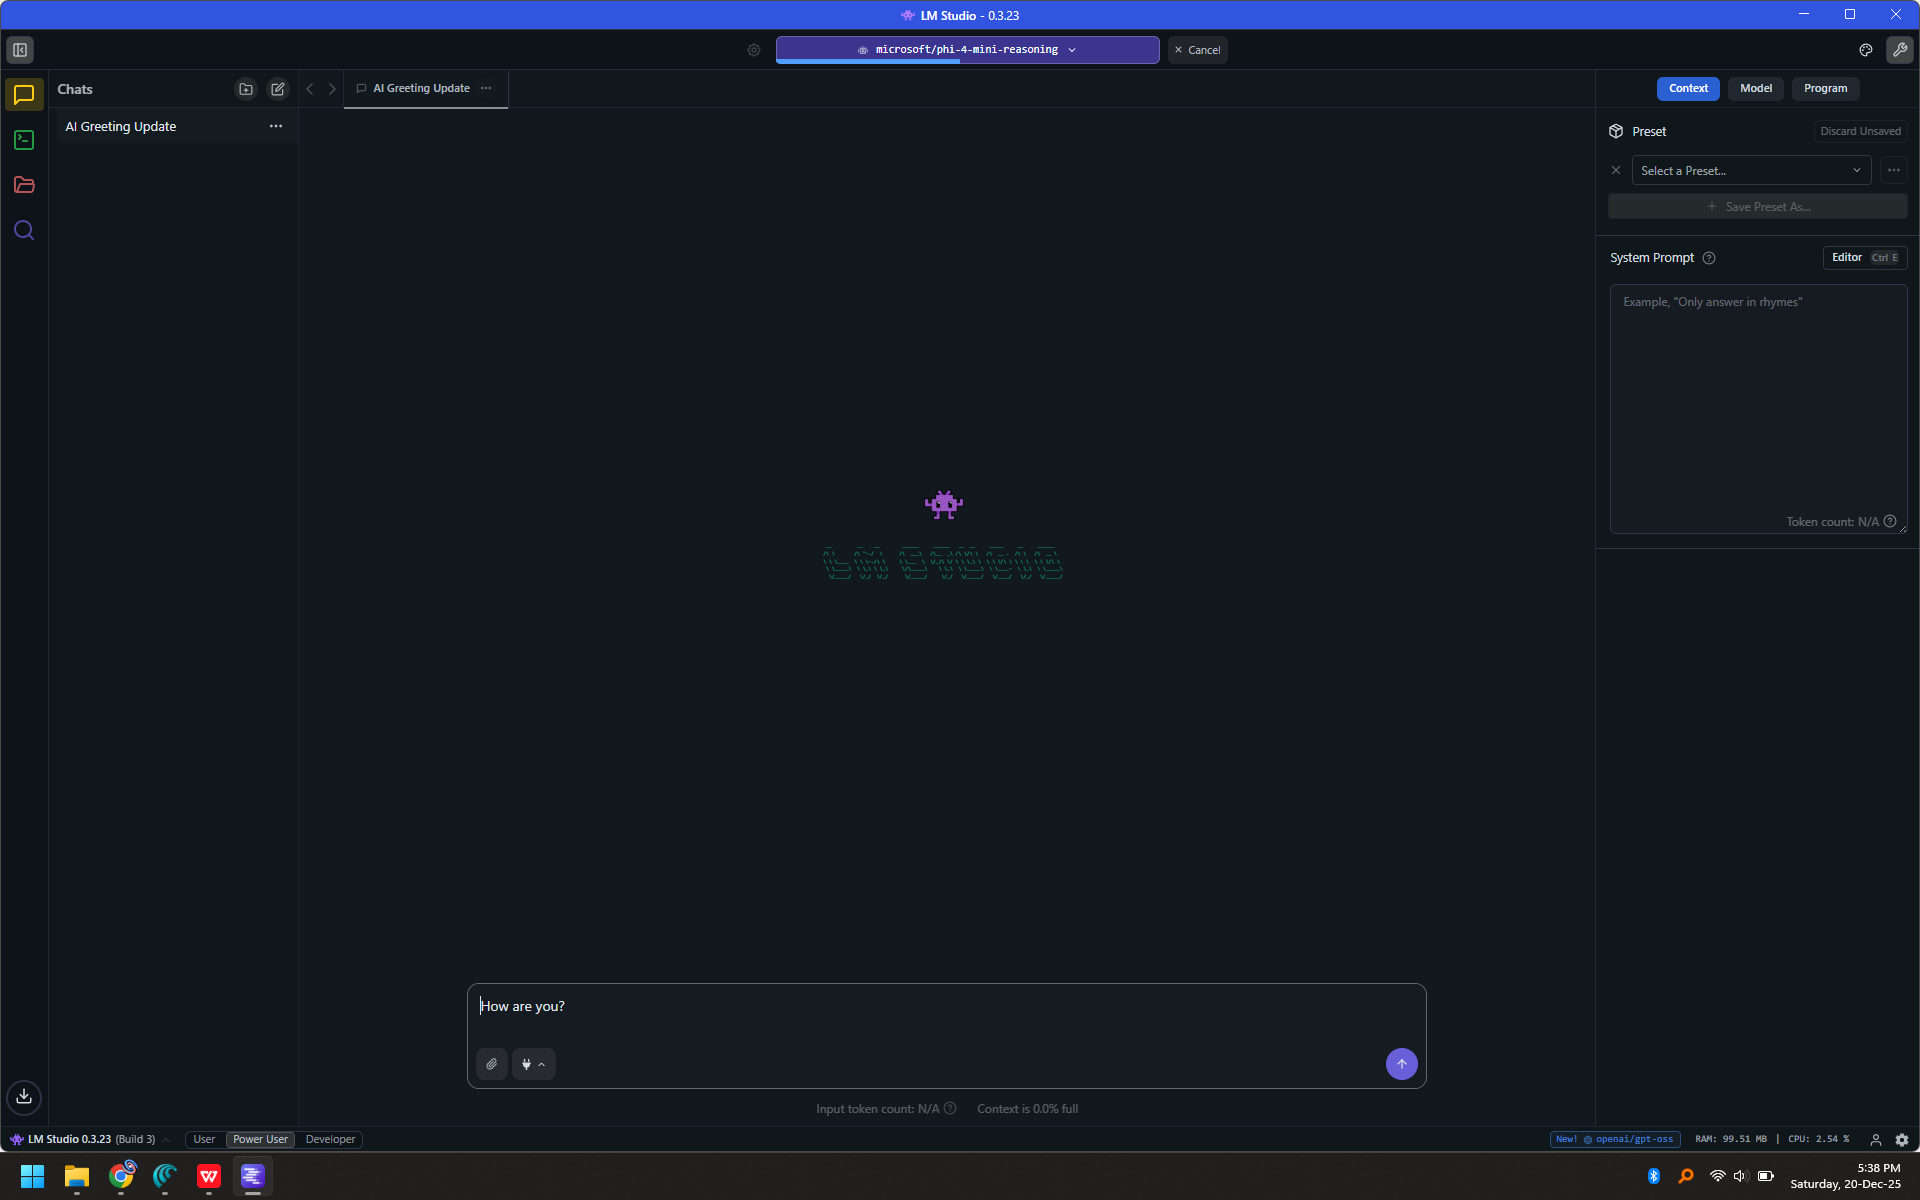 LM Studio - 0.3.23
microsoft/phi-4-mini-reasoning
Cancel
Chats
AI Greeting Update
Context
Model
Program
AI Greeting Update
Preset
Discard Unsaved
Select a Preset...
+ Save Preset As...
System Prompt
Editor Ctrl E
Example, "Only answer in rhymes"
Token count: N/A
LM STUDIO
How are you?
Input token count: N/A
Context is 0.0% full
LM Studio 0.3.23 (Build 3)
User
Power User
Developer
New! openai/gpt-oss
RAM: 99.51 MB | CPU: 2.54 %
5:38 PM
Saturday, 20-Dec-25